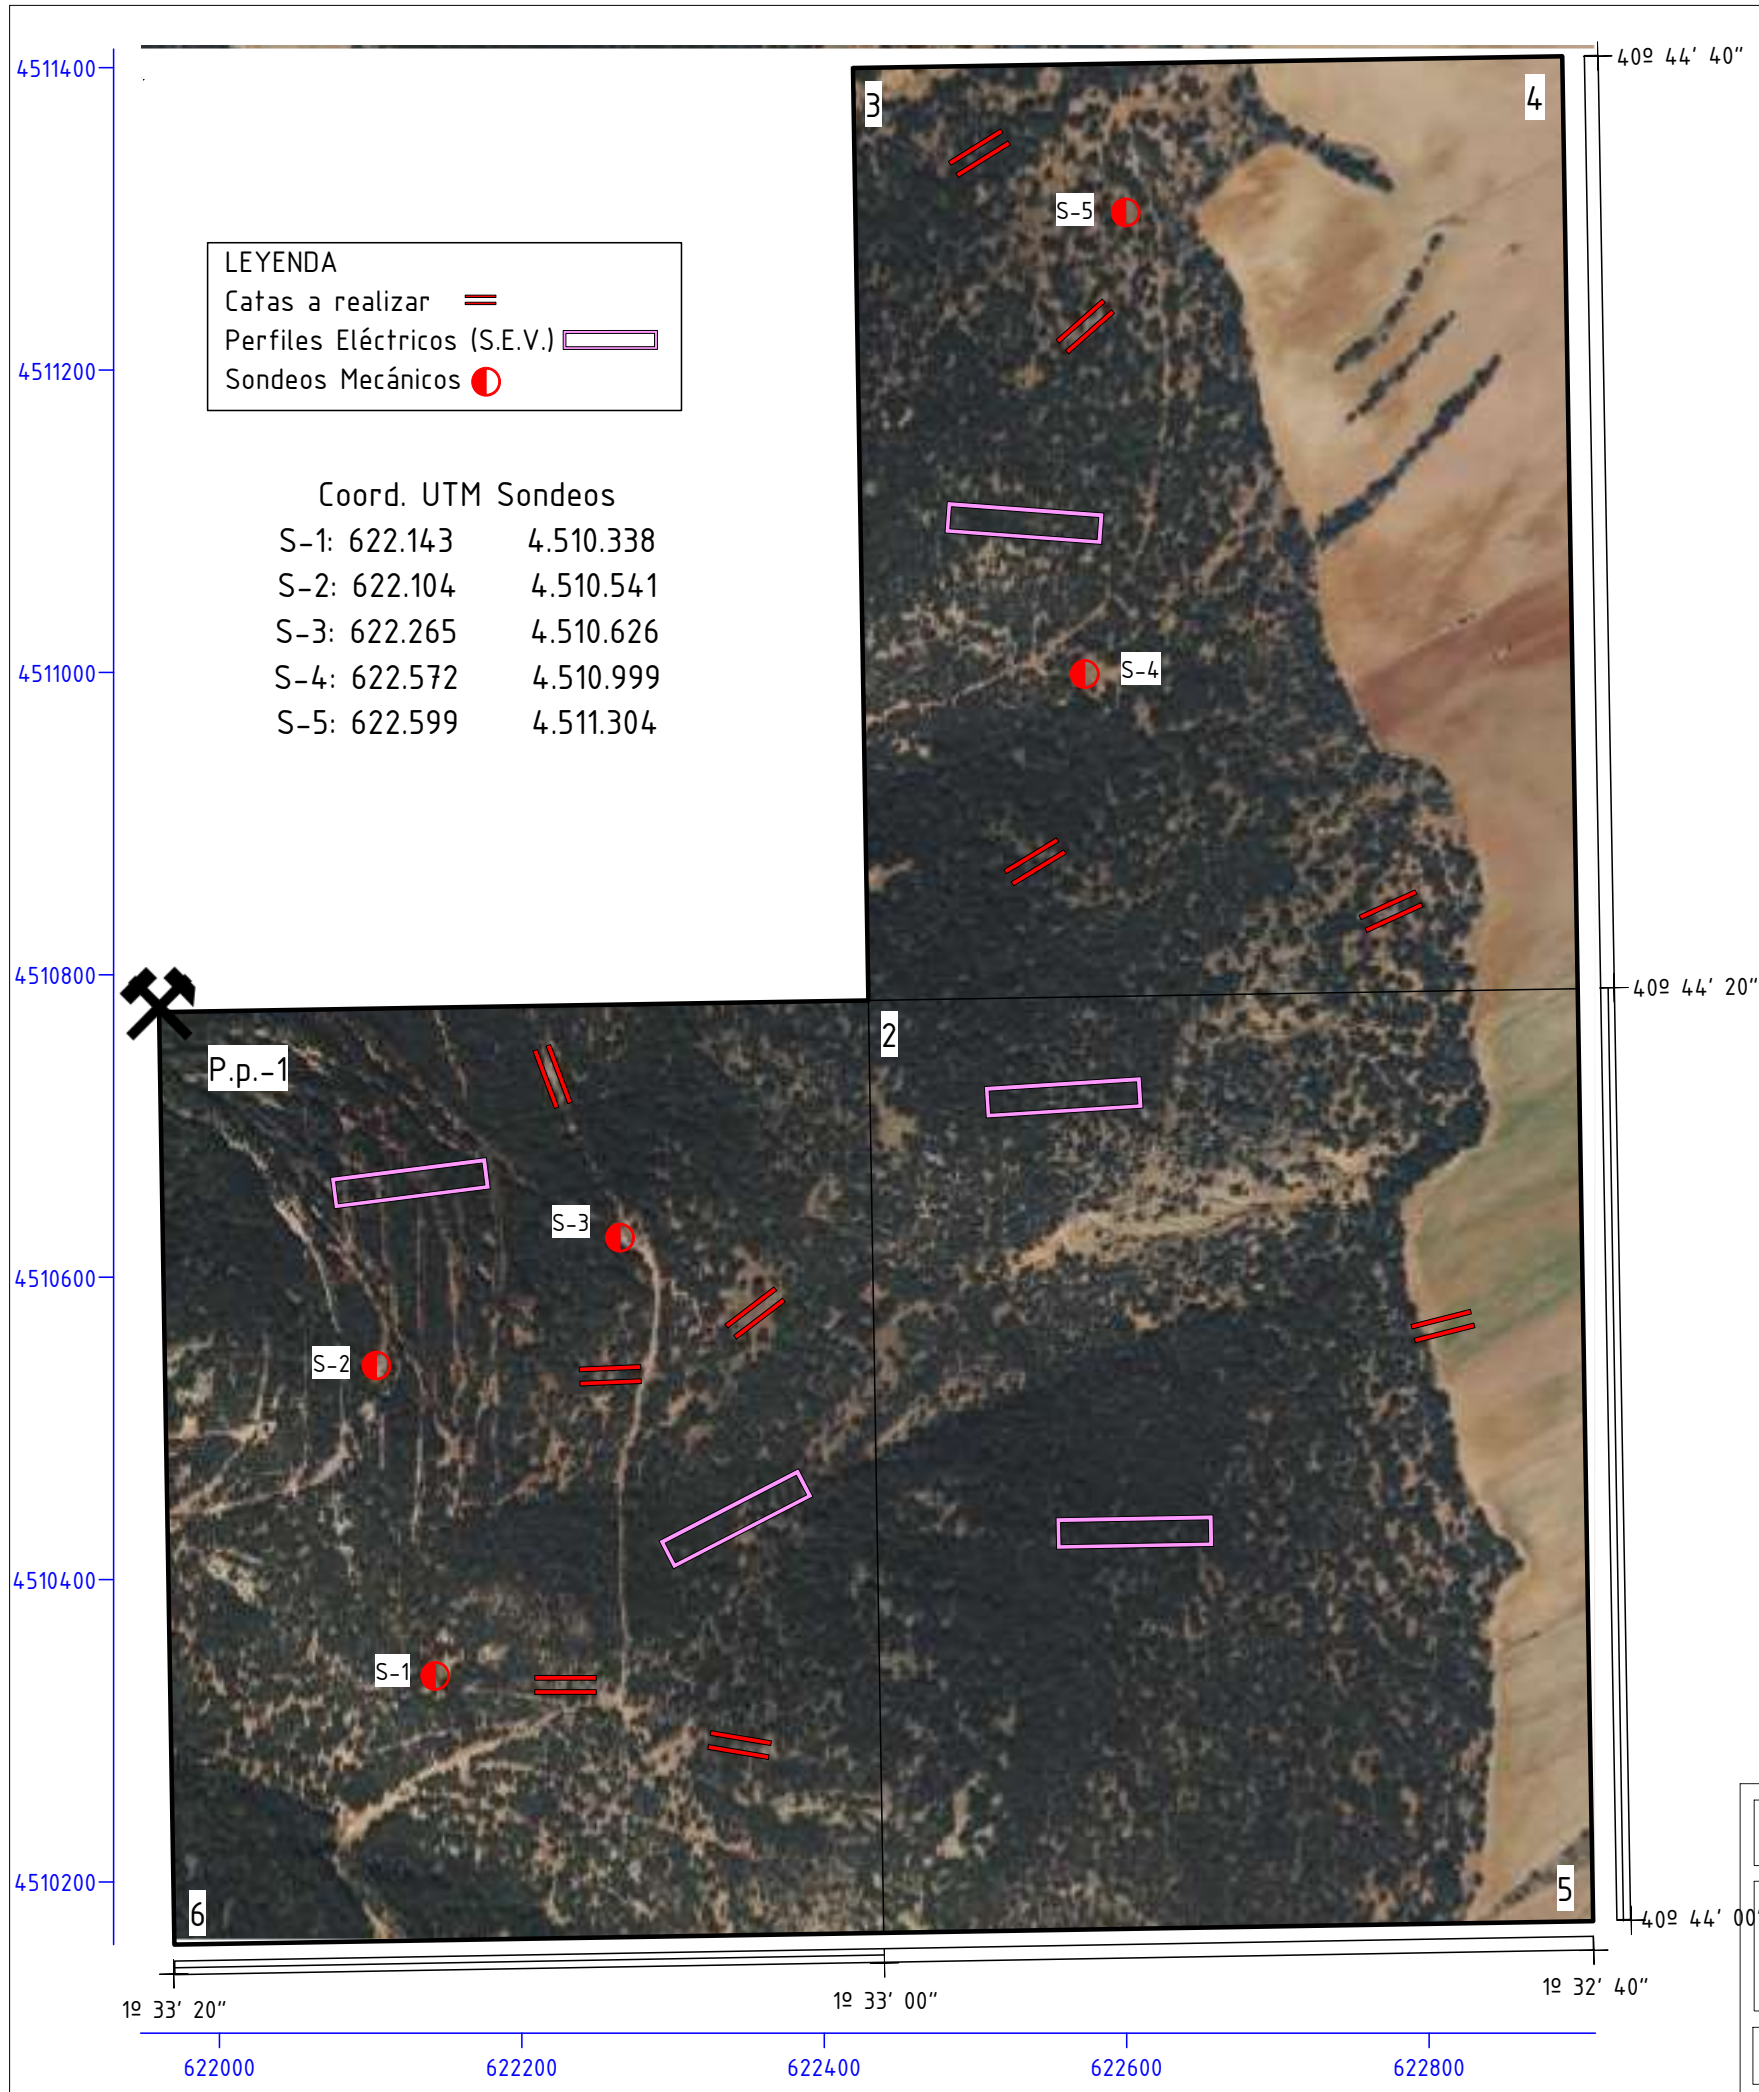 4511400
40º 44' 40"
3
4
S-5
LEYENDA
Catas a realizar
Perfiles Eléctricos (S.E.V.)
Sondeos Mecánicos
4511200
Coord. UTM Sondeos
S-1: 622.143 4.510.338
S-2: 622.104 4.510.541
S-3: 622.265 4.510.626
S-4: 622.572 4.510.999
S-5: 622.599 4.511.304
4511000
S-4
4510800
40º 44' 20"
2
P.p.-1
S-3
4510600
S-2
4510400
S-1
4510200
6
5
40º 44' 00"
1º 33' 20"
1º 33' 00"
1º 32' 40"
622000
622200
622400
622600
622800